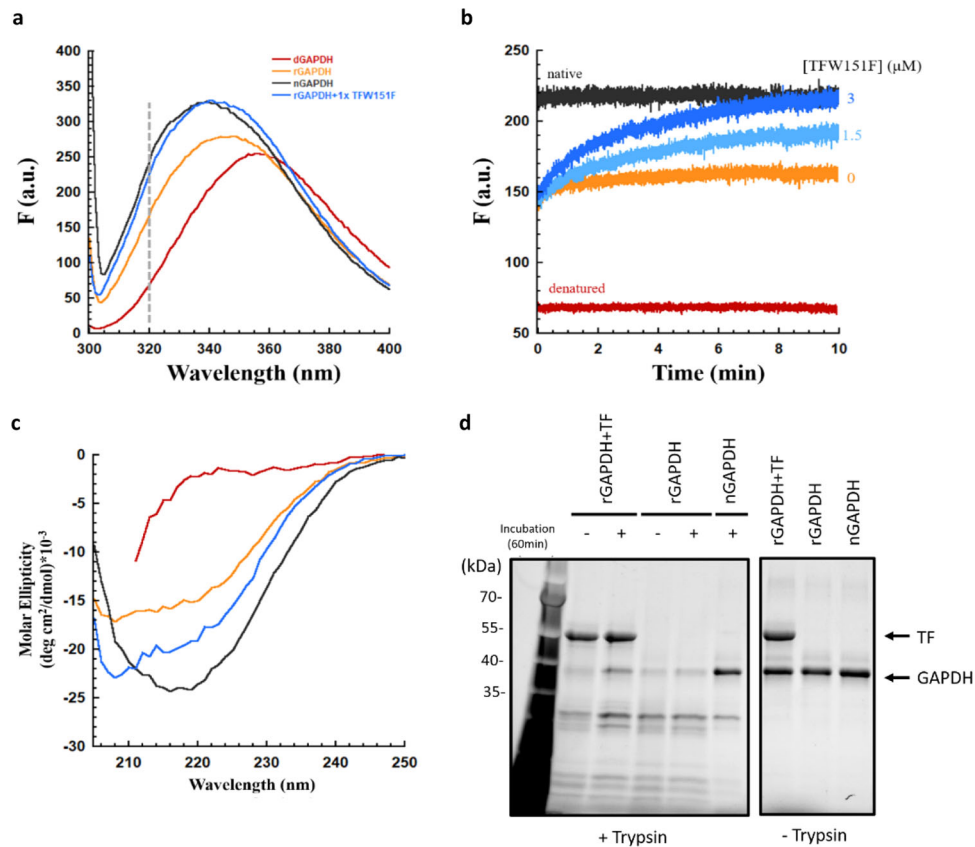 a
400
350
300
250
200
150
100
50
0
F (a.u.)
300 320 340 360 380 400
Wavelength (nm)
dGAPDH
rGAPDH
nGAPDH
rGAPDH+1x TFW151F
b
250
200
150
100
50
F (a.u.)
0 2 4 6 8 10
Time (min)
native
[TFW151F] (μM)
3
1.5
0
denatured
c
0
-5
-10
-15
-20
-25
-30
Molar Ellipticity
(deg cm²/dmol)*10⁻³
210 220 230 240 250
Wavelength (nm)
d
rGAPDH+TF
rGAPDH
nGAPDH
rGAPDH+TF
rGAPDH
nGAPDH
Incubation
(60min)
- + - + +
(kDa)
70-
55-
40-
35-
TF
GAPDH
+ Trypsin
- Trypsin